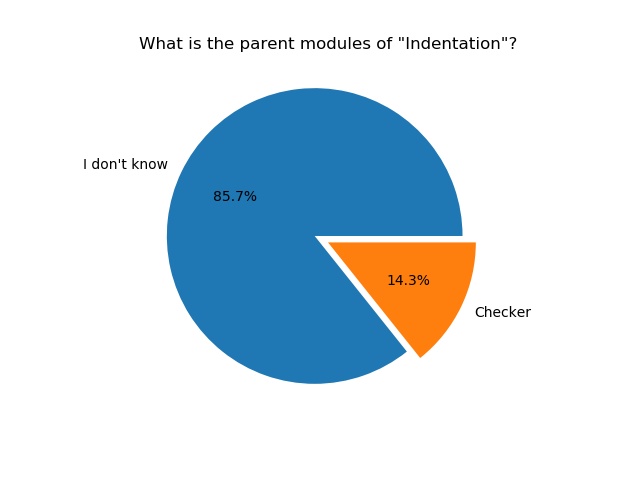 What is the parent modules of "Indentation"?
I don't know
85.7%
14.3%
Checker